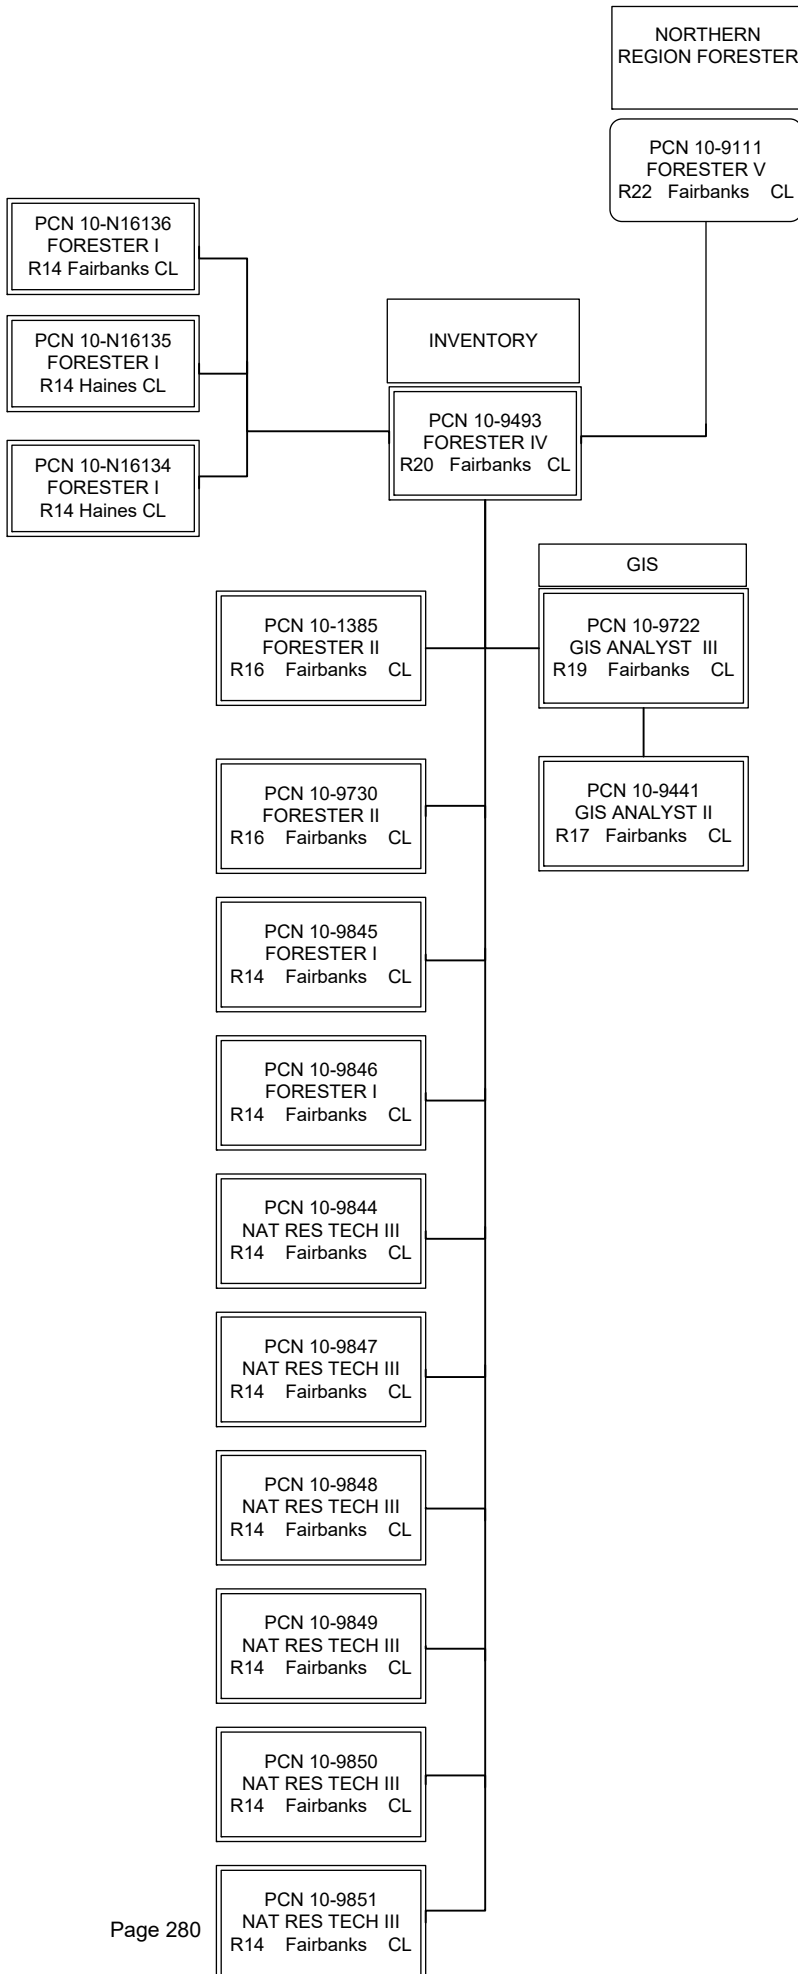 NORTHERN
REGION FORESTER
PCN 10-9111
FORESTER V
R22 Fairbanks CL
PCN 10-N16136
FORESTER I
R14 Fairbanks CL
PCN 10-N16135
FORESTER I
R14 Haines CL
PCN 10-N16134
FORESTER I
R14 Haines CL
INVENTORY
PCN 10-9493
FORESTER IV
R20 Fairbanks CL
GIS
PCN 10-9722
GIS ANALYST III
R19 Fairbanks CL
PCN 10-9441
GIS ANALYST II
R17 Fairbanks CL
PCN 10-1385
FORESTER II
R16 Fairbanks CL
PCN 10-9730
FORESTER II
R16 Fairbanks CL
PCN 10-9845
FORESTER I
R14 Fairbanks CL
PCN 10-9846
FORESTER I
R14 Fairbanks CL
PCN 10-9844
NAT RES TECH III
R14 Fairbanks CL
PCN 10-9847
NAT RES TECH III
R14 Fairbanks CL
PCN 10-9848
NAT RES TECH III
R14 Fairbanks CL
PCN 10-9849
NAT RES TECH III
R14 Fairbanks CL
PCN 10-9850
NAT RES TECH III
R14 Fairbanks CL
PCN 10-9851
NAT RES TECH III
R14 Fairbanks CL
Page 280